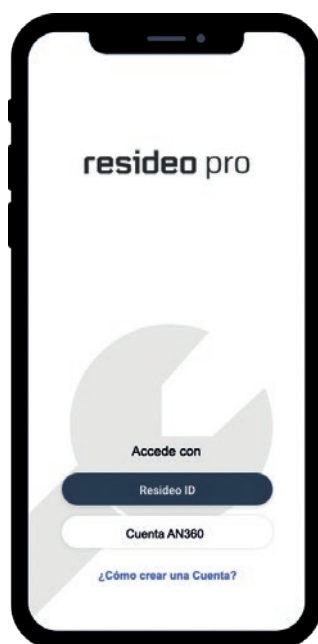 resideo pro
Accede con
Resideo ID
Cuenta AN360
¿Cómo crear una Cuenta?